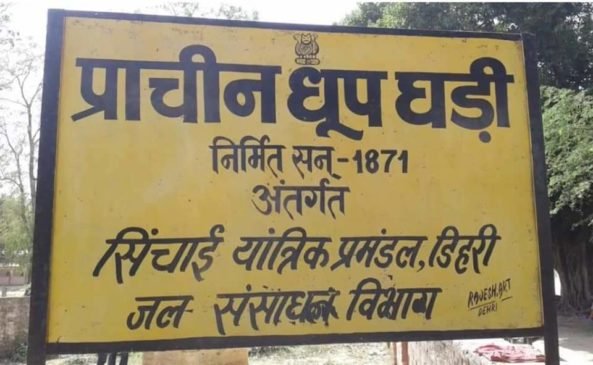 प्राचीन धूप घड़ी
निर्मित सन्-1871
अंतर्गत
सिंचाई यांत्रिक प्रमंडल, डिहरी
जल संसाधन विभाग
RAJESH.ART
DEHRI